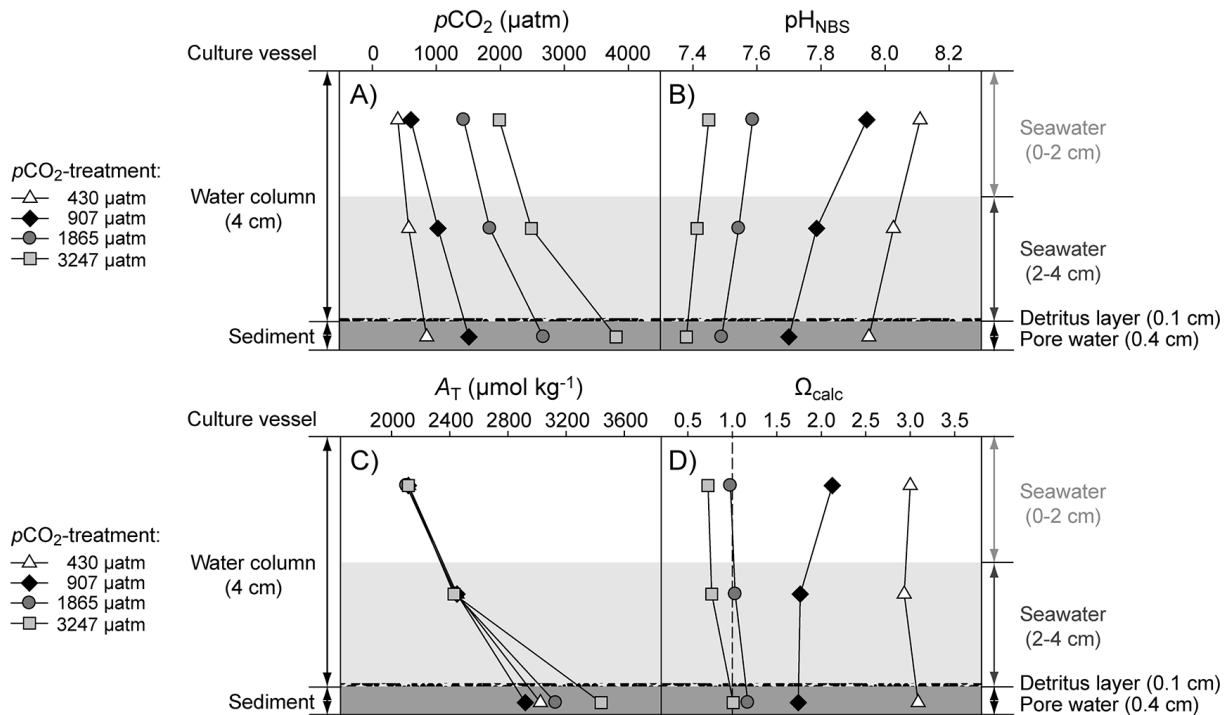 pCO₂ (µatm)
pH_NBS
Culture vessel
0 1000 2000 3000 4000
7.4 7.6 7.8 8.0 8.2
A)
B)
Seawater
(0-2 cm)
pCO₂-treatment:
430 µatm
907 µatm
1865 µatm
3247 µatm
Water column
(4 cm)
Seawater
(2-4 cm)
Detritus layer (0.1 cm)
Sediment
Pore water (0.4 cm)
A_T (µmol kg⁻¹)
Ω_calc
Culture vessel
2000 2400 2800 3200 3600
0.5 1.0 1.5 2.0 2.5 3.0 3.5
C)
D)
Seawater
(0-2 cm)
pCO₂-treatment:
430 µatm
907 µatm
1865 µatm
3247 µatm
Water column
(4 cm)
Seawater
(2-4 cm)
Detritus layer (0.1 cm)
Sediment
Pore water (0.4 cm)